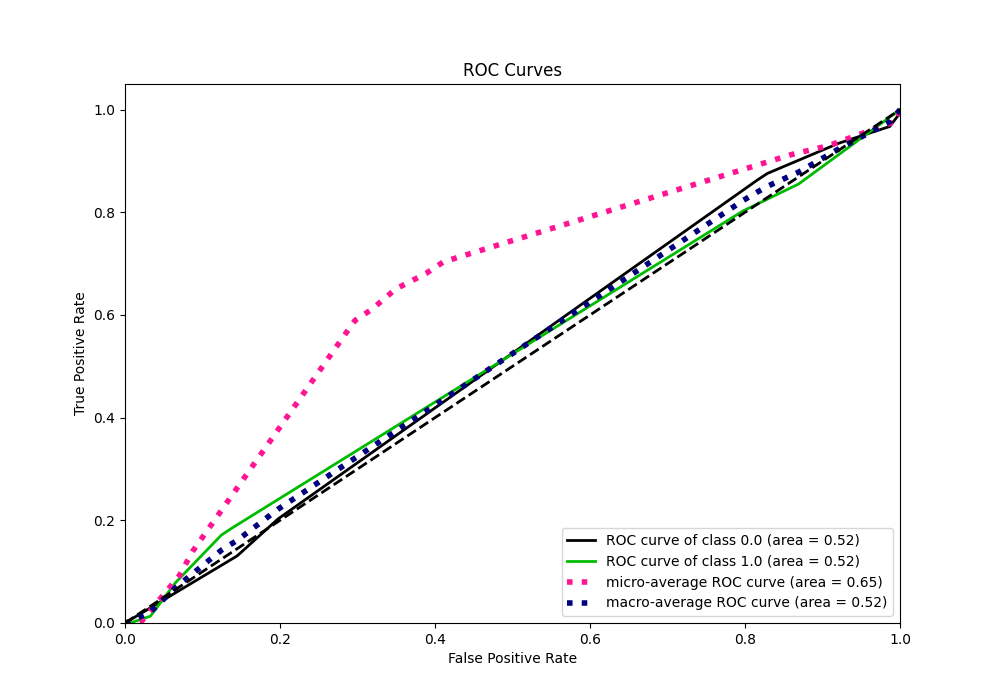 ROC Curves
True Positive Rate
1.0
0.8
0.6
0.4
0.2
0.0
ROC curve of class 0.0 (area = 0.52)
ROC curve of class 1.0 (area = 0.52)
micro-average ROC curve (area = 0.65)
macro-average ROC curve (area = 0.52)
0.0 0.2 0.4 0.6 0.8 1.0
False Positive Rate